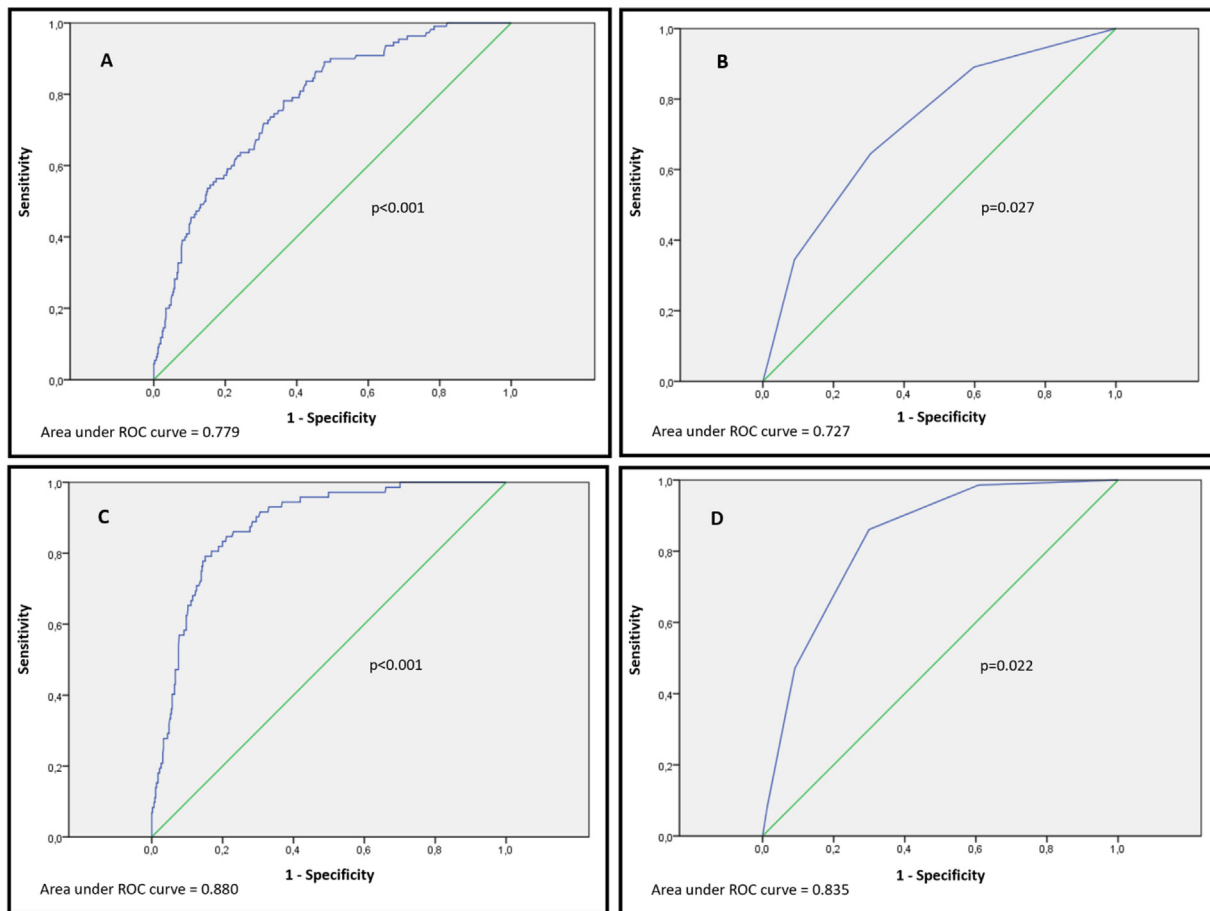 A
Sensitivity
1,0
0,8
0,6
0,4
0,2
0,0
p<0.001
0,0 0,2 0,4 0,6 0,8 1,0
1 - Specificity
Area under ROC curve = 0.779
B
Sensitivity
1,0
0,8
0,6
0,4
0,2
0,0
p=0.027
0,0 0,2 0,4 0,6 0,8 1,0
1 - Specificity
Area under ROC curve = 0.727
C
Sensitivity
1,0
0,8
0,6
0,4
0,2
0,0
p<0.001
0,0 0,2 0,4 0,6 0,8 1,0
1 - Specificity
Area under ROC curve = 0.880
D
Sensitivity
1,0
0,8
0,6
0,4
0,2
0,0
p=0.022
0,0 0,2 0,4 0,6 0,8 1,0
1 - Specificity
Area under ROC curve = 0.835